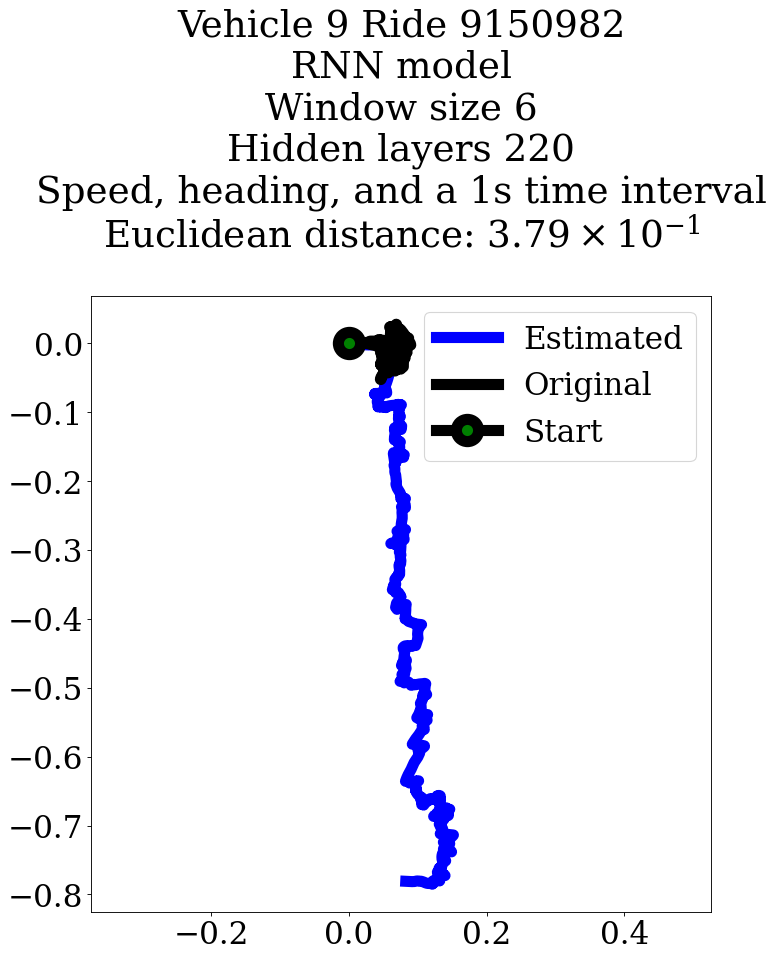 Vehicle 9 Ride 9150982
RNN model
Window size 6
Hidden layers 220
Speed, heading, and a 1s time interval
Euclidean distance: 3.79 × 10⁻¹
Estimated
Original
Start
0.0
−0.1
−0.2
−0.3
−0.4
−0.5
−0.6
−0.7
−0.8
−0.2 0.0 0.2 0.4